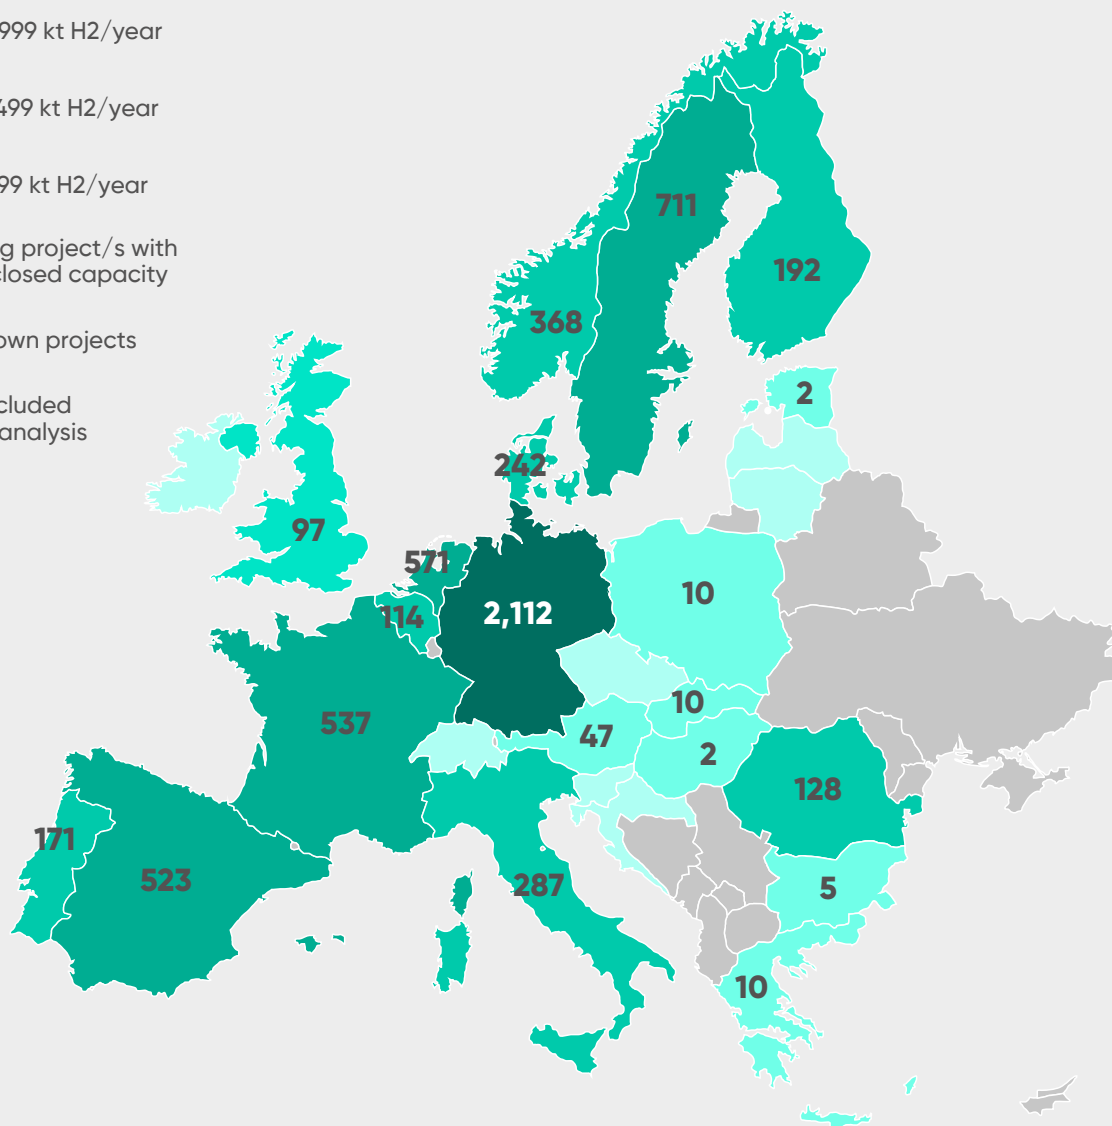 999 kt H2/year
499 kt H2/year
99 kt H2/year
g project/s with
closed capacity
own projects
cluded
analysis
711
192
368
2
242
97
571
10
114
2,112
10
537
47
2
128
171
523
287
5
10